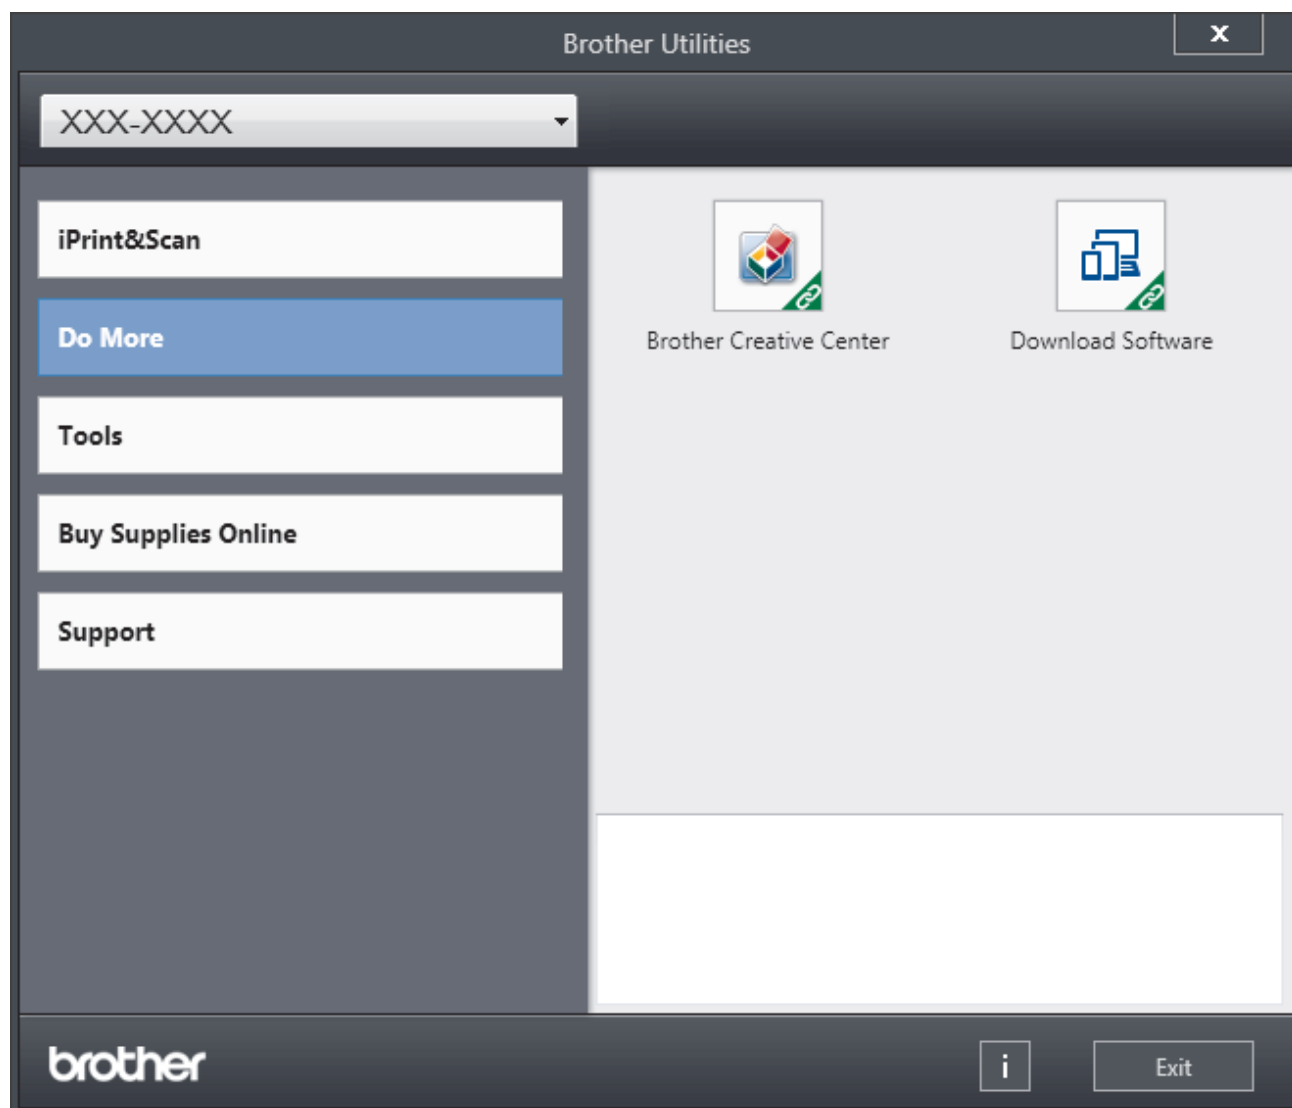 Brother Utilities
x
XXX-XXXX
iPrint&Scan
Do More
Tools
Buy Supplies Online
Support
Brother Creative Center
Download Software
brother
i
Exit